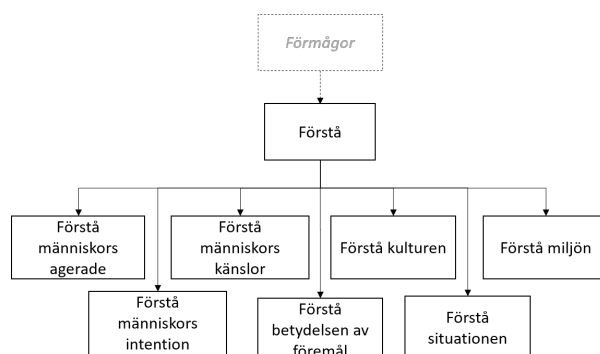 Förmågor
Förstå
Förstå
människors
agerade
Förstå
människors
känslor
Förstå kulturen
Förstå miljön
Förstå
människors
intention
Förstå
betydelsen av
föremål
Förstå
situationen